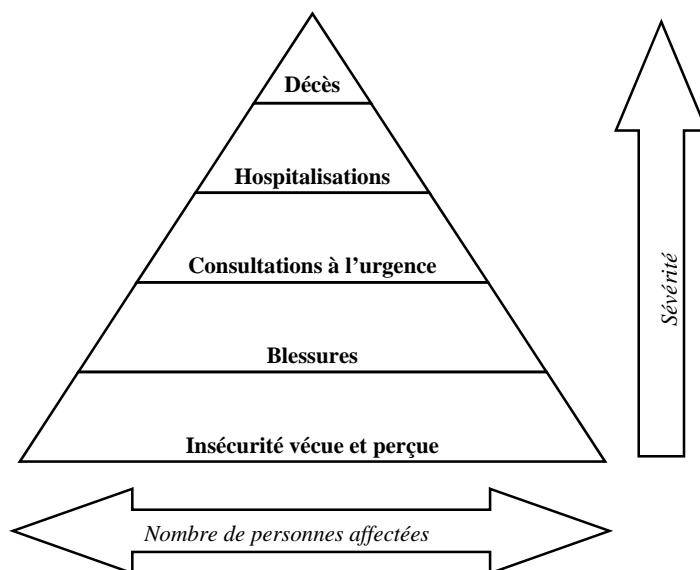 Décès
Hospitalisations
Consultations à l’urgence
Blessures
Insécurité vécue et perçue
Sévérité
Nombre de personnes affectées